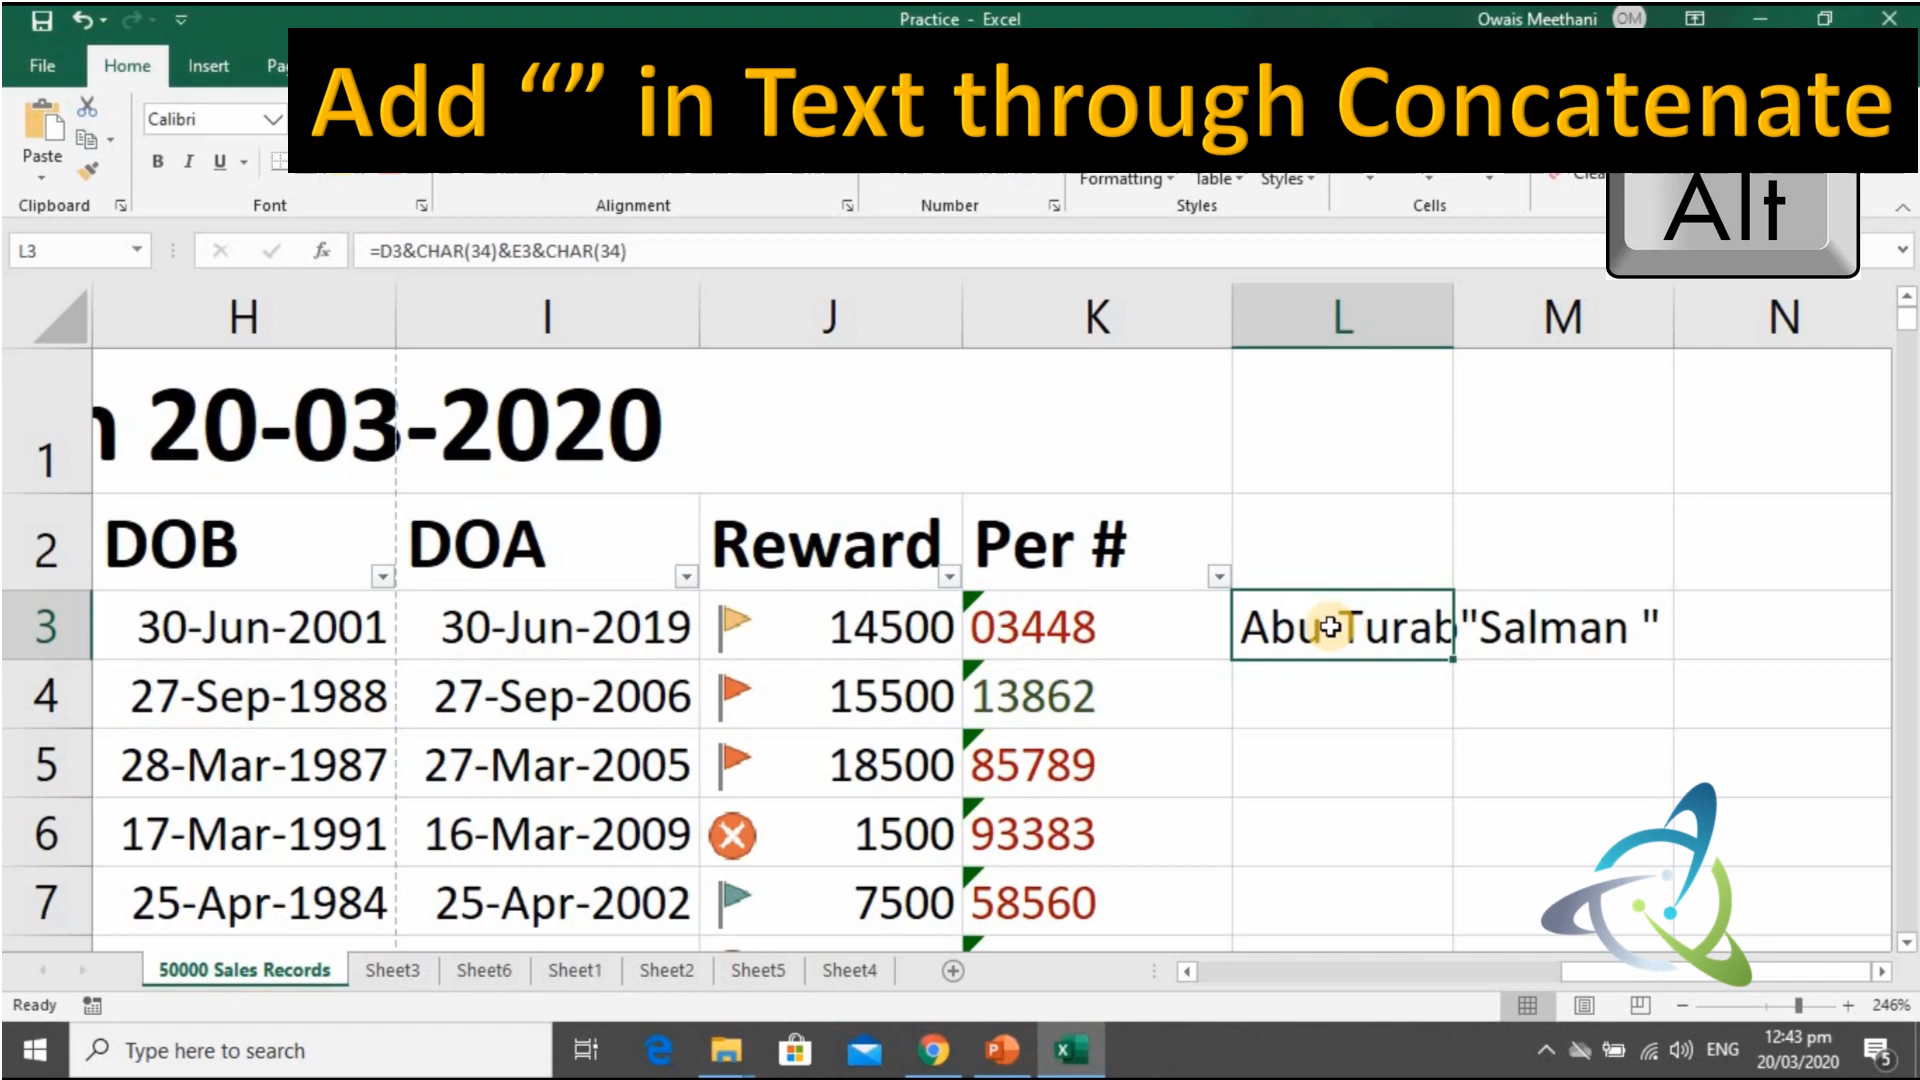 Practice - Excel
Owais Meethani OM
File Home Insert
Add “” in Text through Concatenate
Calibri
Paste
B I U
Formatting Table Styles
Alt
Clipboard Font Alignment Number Styles Cells
L3 fx =D3&CHAR(34)&E3&CHAR(34)
H I J K L M N
1 20-03-2020
2 DOB DOA Reward Per #
3 30-Jun-2001 30-Jun-2019 14500 03448 Abu Turab"Salman "
4 27-Sep-1988 27-Sep-2006 15500 13862
5 28-Mar-1987 27-Mar-2005 18500 85789
6 17-Mar-1991 16-Mar-2009 1500 93383
7 25-Apr-1984 25-Apr-2002 7500 58560
50000 Sales Records Sheet3 Sheet6 Sheet1 Sheet2 Sheet5 Sheet4
Ready 246%
Type here to search
ENG
12:43 pm
20/03/2020
5